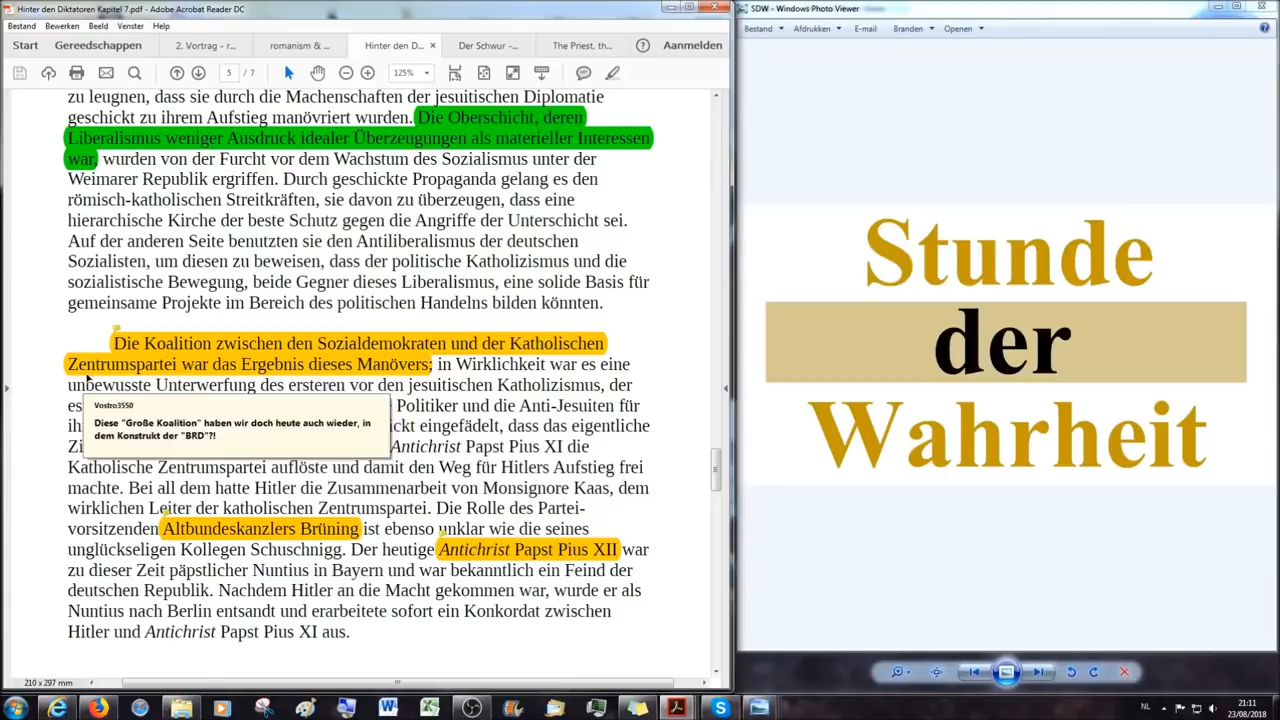 Hinter den Diktatoren Kapitel 7.pdf - Adobe Acrobat Reader DC
Bestand Bewerken Beeld Venster Help
Start Gereedschappen 2. Vortrag - r... romanism & ... Hinter den D... × Der Schwur -... The Priest, th... Aanmelden
5 / 7 125%
zu leugnen, dass sie durch die Machenschaften der jesuitischen Diplomatie
geschickt zu ihrem Aufstieg manövriert wurden. Die Oberschicht, deren
Liberalismus weniger Ausdruck idealer Überzeugungen als materieller Interessen
war, wurden von der Furcht vor dem Wachstum des Sozialismus unter der
Weimarer Republik ergriffen. Durch geschickte Propaganda gelang es den
römisch-katholischen Streitkräften, sie davon zu überzeugen, dass eine
hierarchische Kirche der beste Schutz gegen die Angriffe der Unterschicht sei.
Auf der anderen Seite benutzten sie den Antiliberalismus der deutschen
Sozialisten, um diesen zu beweisen, dass der politische Katholizismus und die
sozialistische Bewegung, beide Gegner dieses Liberalismus, eine solide Basis für
gemeinsame Projekte im Bereich des politischen Handelns bilden könnten.
Die Koalition zwischen den Sozialdemokraten und der Katholischen
Zentrumspartei war das Ergebnis dieses Manövers; in Wirklichkeit war es eine
unbewusste Unterwerfung des ersteren vor den jesuitischen Katholizismus, der
es Politiker und die Anti-Jesuiten für
ih ckt eingefädelt, dass das eigentliche
Zi Antichrist Papst Pius XI die
Vostro3550
Diese "Große Koalition" haben wir doch heute auch wieder, in
dem Konstrukt der "BRD"?!
Katholische Zentrumspartei auflöste und damit den Weg für Hitlers Aufstieg frei
machte. Bei all dem hatte Hitler die Zusammenarbeit von Monsignore Kaas, dem
wirklichen Leiter der katholischen Zentrumspartei. Die Rolle des Partei-
vorsitzenden Altbundeskanzlers Brüning ist ebenso unklar wie die seines
unglückseligen Kollegen Schuschnigg. Der heutige Antichrist Papst Pius XII war
zu dieser Zeit päpstlicher Nuntius in Bayern und war bekanntlich ein Feind der
deutschen Republik. Nachdem Hitler an die Macht gekommen war, wurde er als
Nuntius nach Berlin entsandt und erarbeitete sofort ein Konkordat zwischen
Hitler und Antichrist Papst Pius XI aus.
210 x 297 mm
SDW - Windows Photo Viewer
Bestand Afdrukken E-mail Branden Openen
Stunde
der
Wahrheit
NL 21:11
23/08/2018